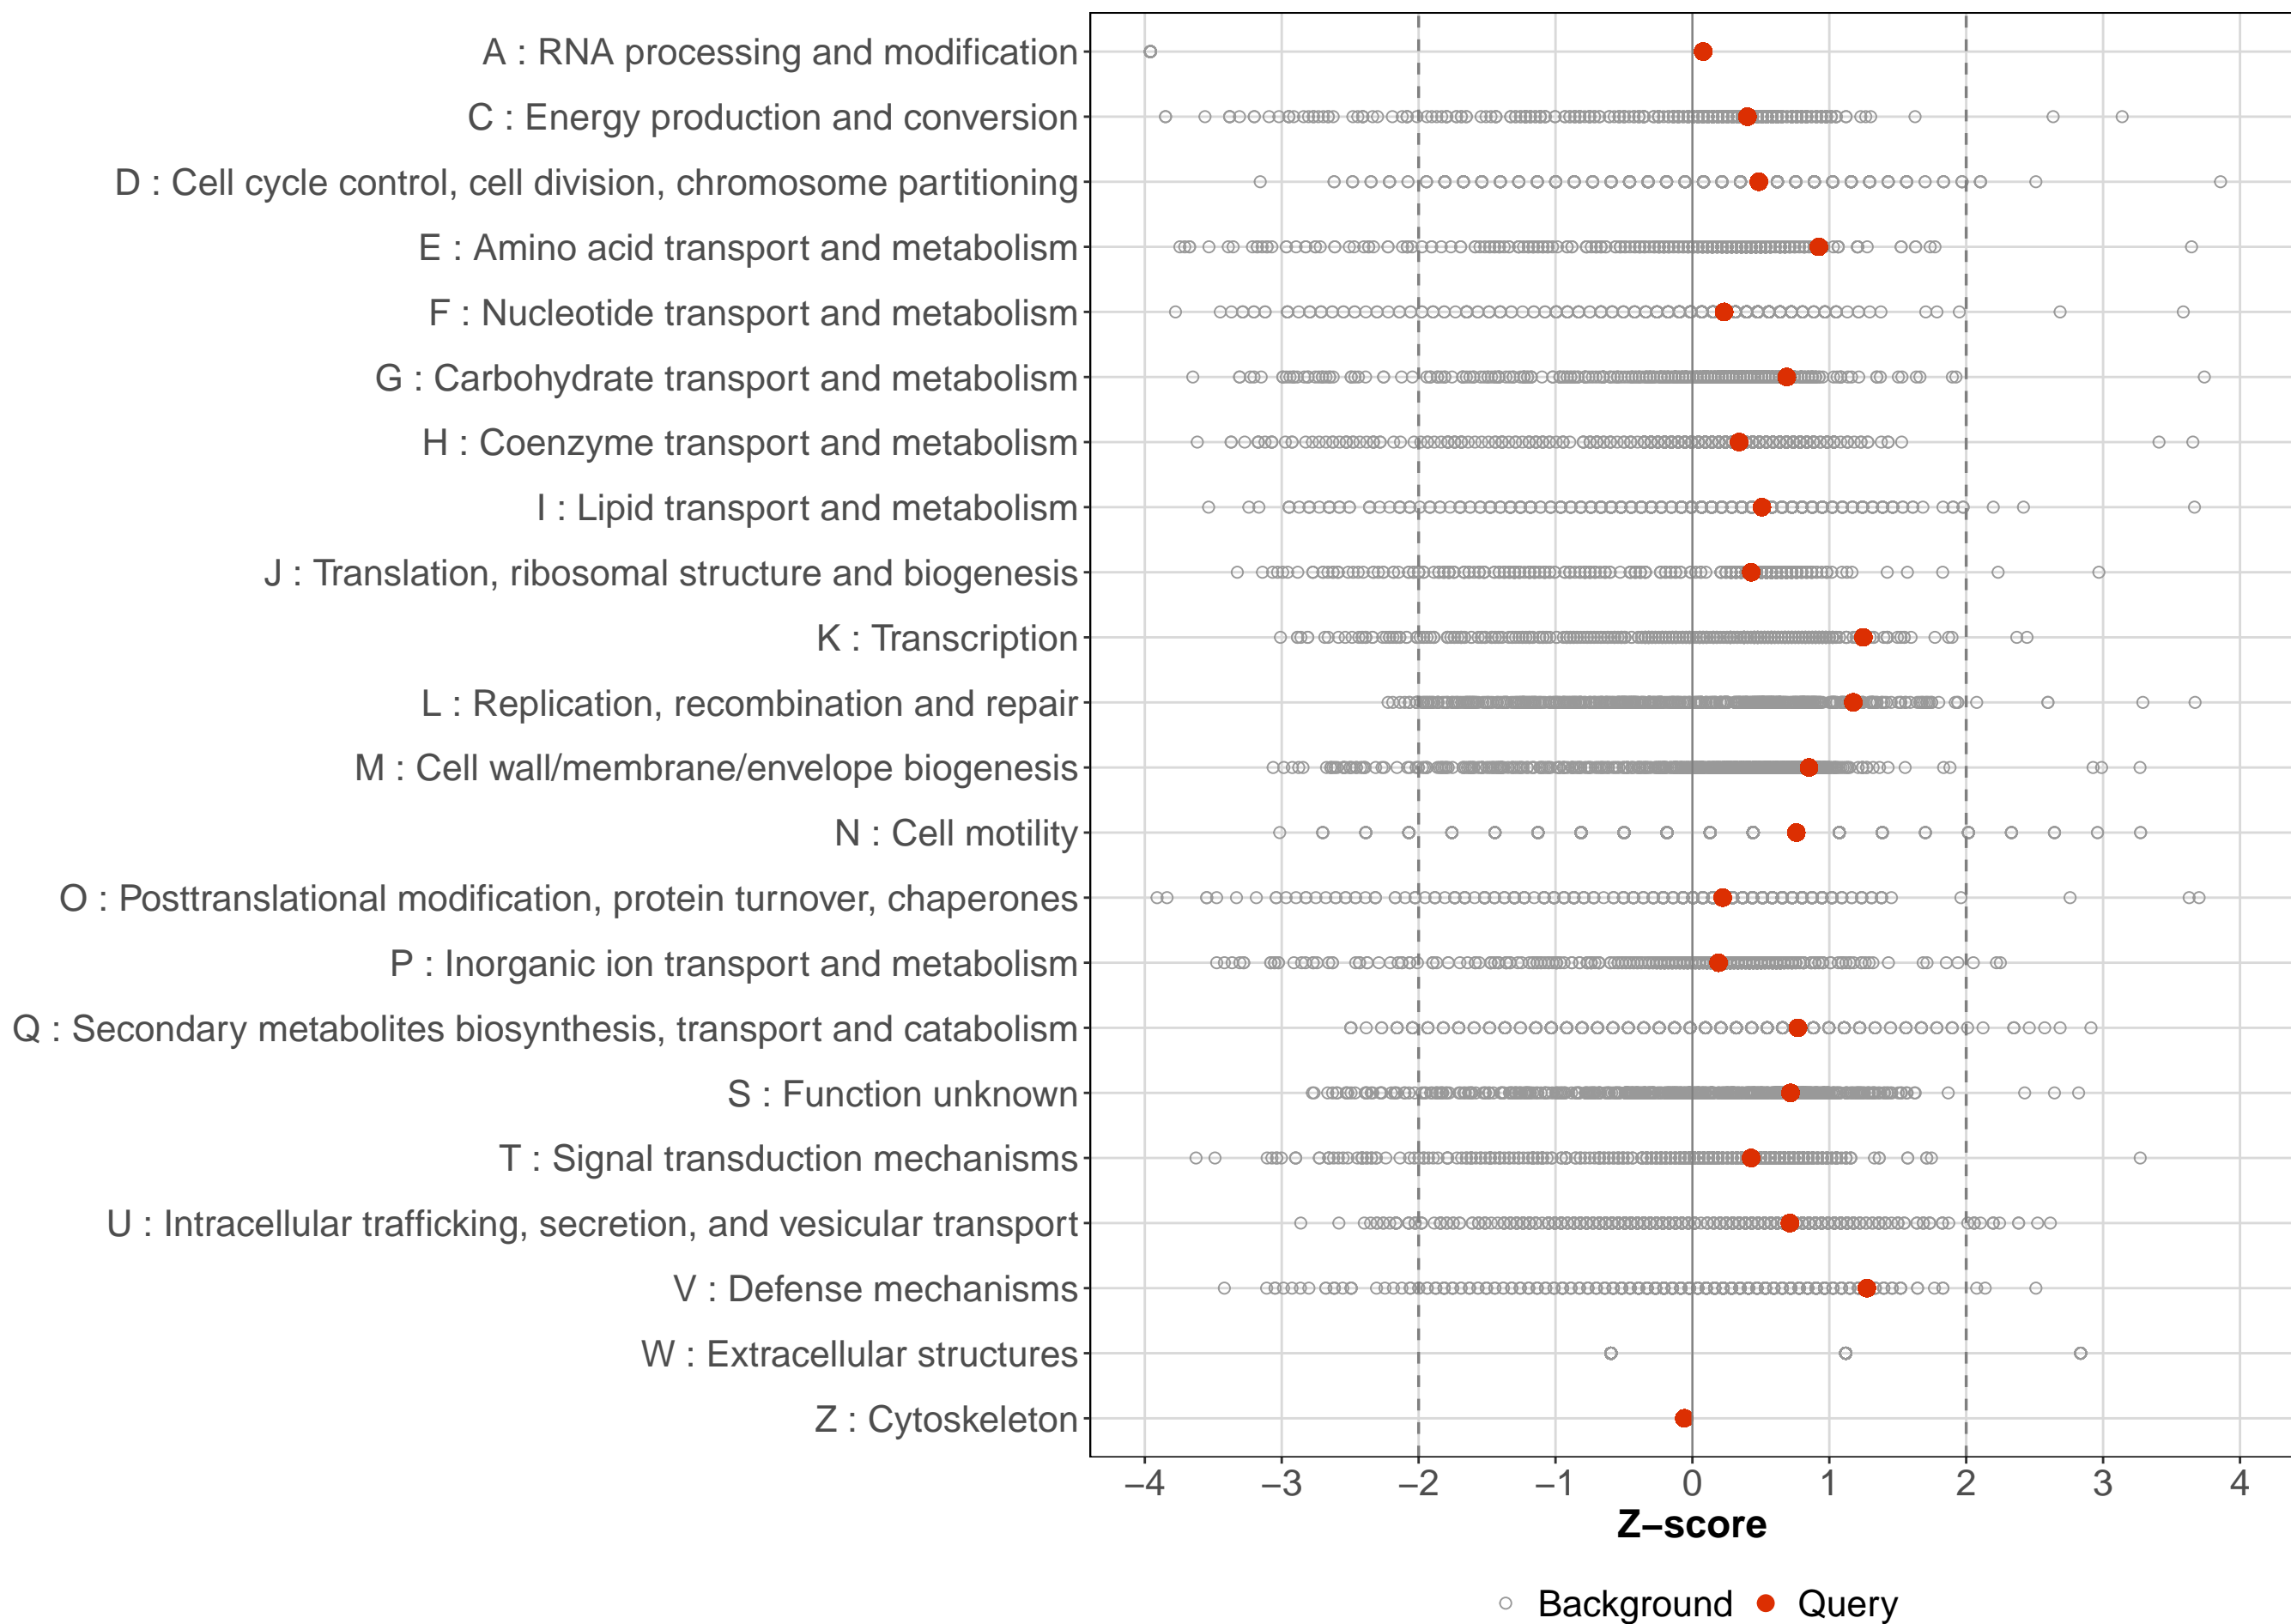 A : RNA processing and modification
C : Energy production and conversion
D : Cell cycle control, cell division, chromosome partitioning
E : Amino acid transport and metabolism
F : Nucleotide transport and metabolism
G : Carbohydrate transport and metabolism
H : Coenzyme transport and metabolism
I : Lipid transport and metabolism
J : Translation, ribosomal structure and biogenesis
K : Transcription
L : Replication, recombination and repair
M : Cell wall/membrane/envelope biogenesis
N : Cell motility
O : Posttranslational modification, protein turnover, chaperones
P : Inorganic ion transport and metabolism
Q : Secondary metabolites biosynthesis, transport and catabolism
S : Function unknown
T : Signal transduction mechanisms
U : Intracellular trafficking, secretion, and vesicular transport
V : Defense mechanisms
W : Extracellular structures
Z : Cytoskeleton
−4 −3 −2 −1 0 1 2 3 4
Z−score
Background Query